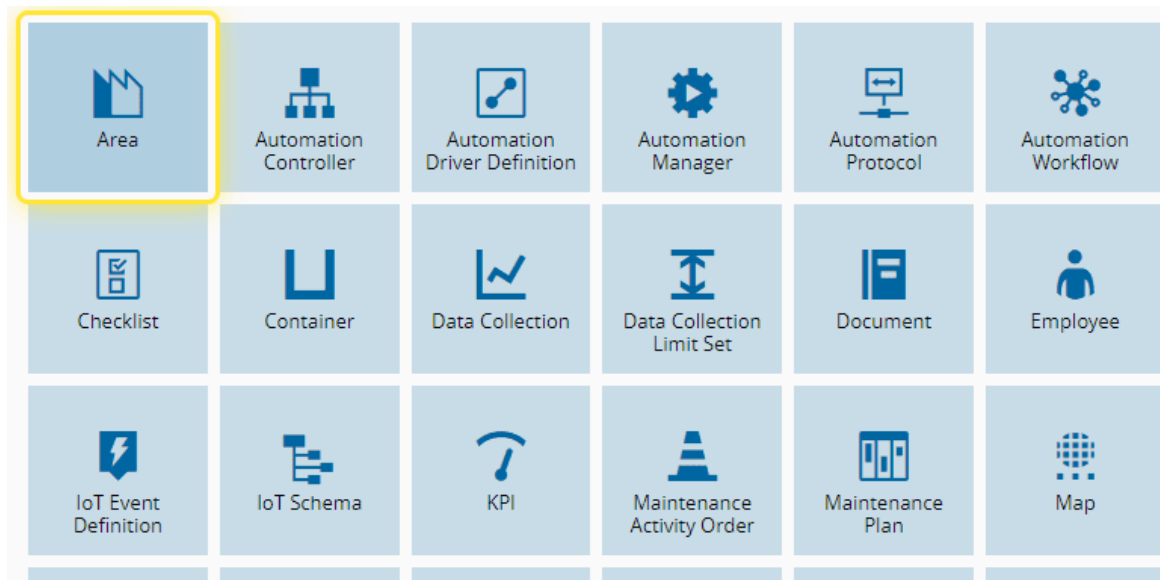 Area
Automation
Controller
Automation
Driver Definition
Automation
Manager
Automation
Protocol
Automation
Workflow
Checklist
Container
Data Collection
Data Collection
Limit Set
Document
Employee
IoT Event
Definition
IoT Schema
KPI
Maintenance
Activity Order
Maintenance
Plan
Map